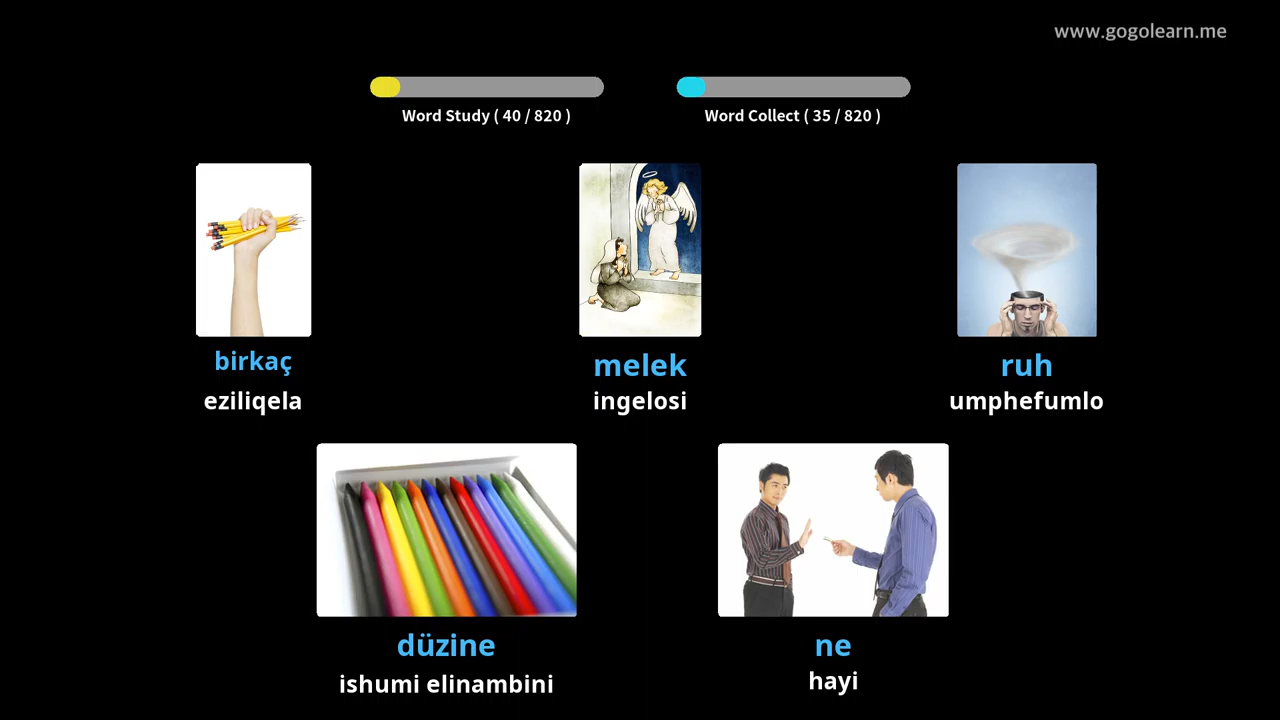 www.gogolearn.me
Word Study ( 40 / 820 )
Word Collect ( 35 / 820 )
birkaç
eziliqela
melek
ingelosi
ruh
umphefumlo
düzine
ishumi elinambini
ne
hayi